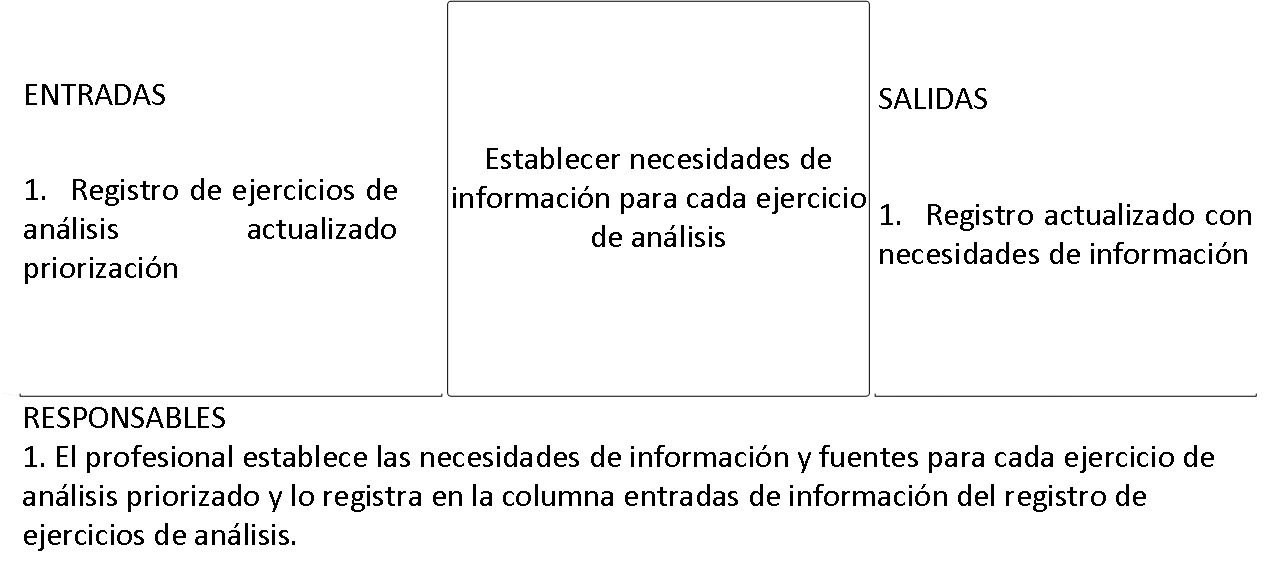 ENTRADAS
1. Registro de ejercicios de
análisis actualizado
priorización
Establecer necesidades de
información para cada ejercicio
de análisis
SALIDAS
1. Registro actualizado con
necesidades de información
RESPONSABLES
1. El profesional establece las necesidades de información y fuentes para cada ejercicio de
análisis priorizado y lo registra en la columna entradas de información del registro de
ejercicios de análisis.